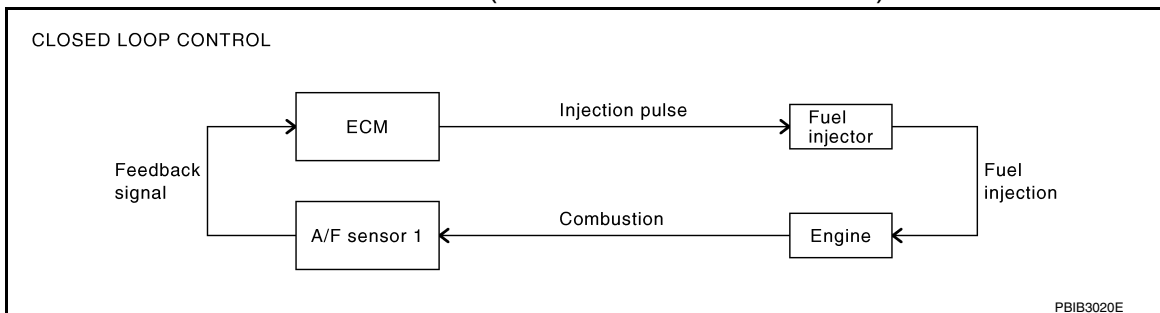 CLOSED LOOP CONTROL
Injection pulse
ECM
Fuel
injector
Feedback
signal
Fuel
injection
Combustion
A/F sensor 1
Engine
PBIB3020E